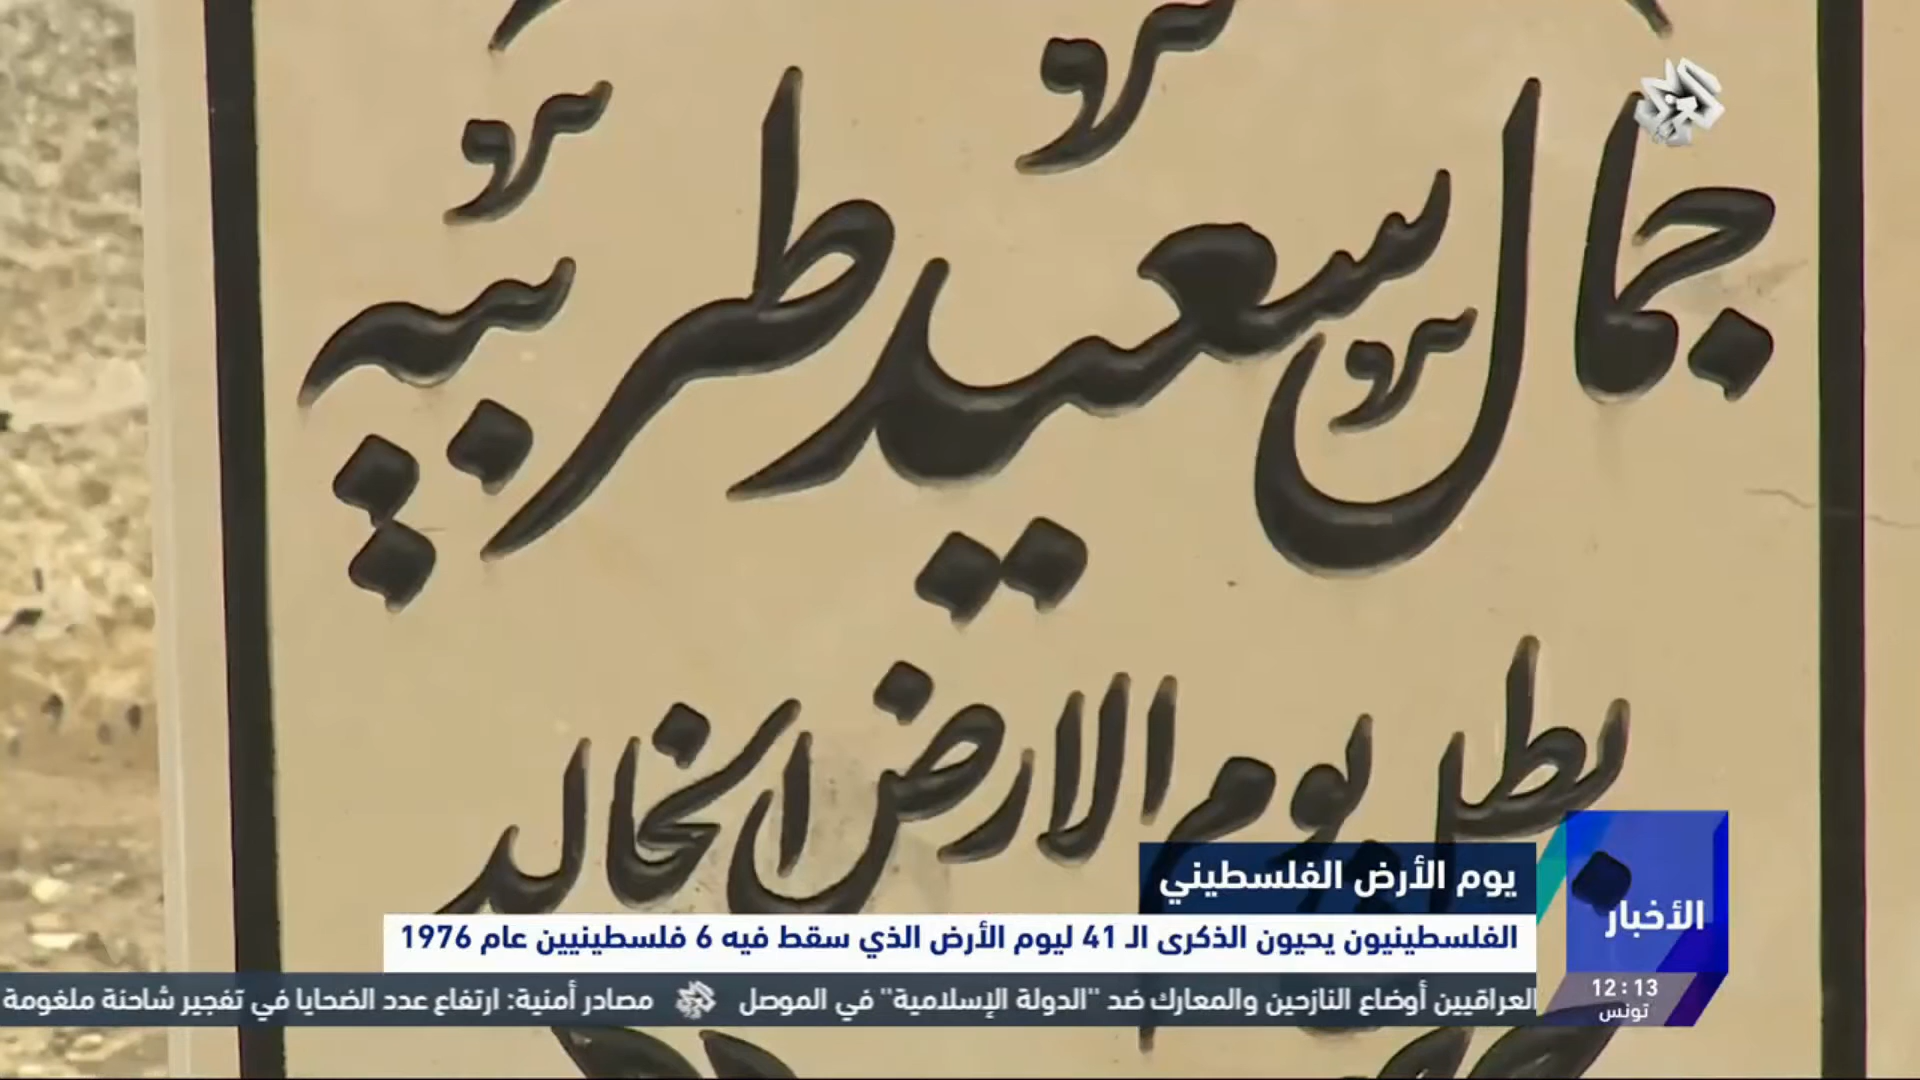 جمال سعيد طربيه
بطل يوم الارض الخالد
يوم الأرض الفلسطيني
الفلسطينيون يحيون الذكرى الـ 41 ليوم الأرض الذي سقط فيه 6 فلسطينيين عام 1976
الأخبار
العراقيين أوضاع النازحين والمعارك ضد "الدولة الإسلامية" في الموصل
مصادر أمنية: ارتفاع عدد الضحايا في تفجير شاحنة ملغومة
12:13
تونس